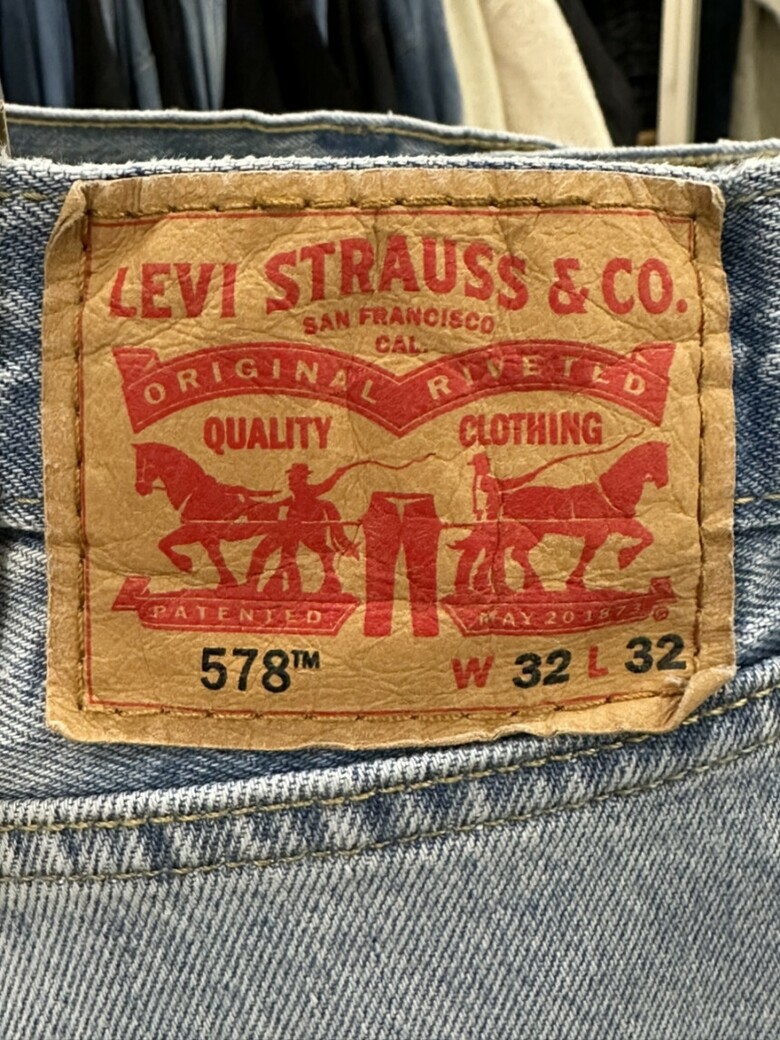 LEVI STRAUSS & CO.
SAN FRANCISCO
CAL.
ORIGINAL RIVETED
QUALITY CLOTHING
PATENTED MAY 20 1873 ©
578™ W 32 L 32